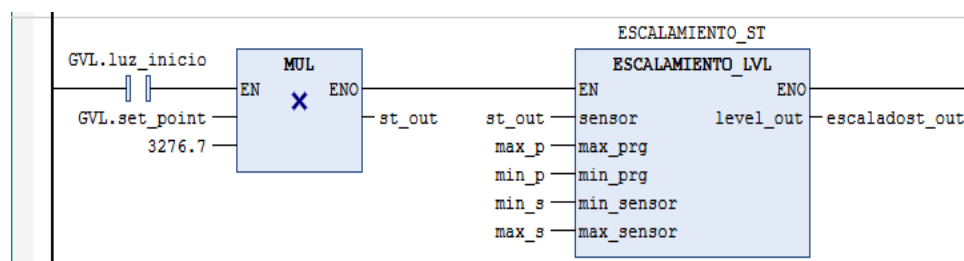 ESCALAMIENTO_ST
GVL.luz_inicio
MUL
ESCALAMIENTO_LVL
EN
ENO
EN
ENO
GVL.set_point
st_out
st_out
sensor
level_out
escaladost_out
3276.7
max_p
max_prg
min_p
min_prg
min_s
min_sensor
max_s
max_sensor